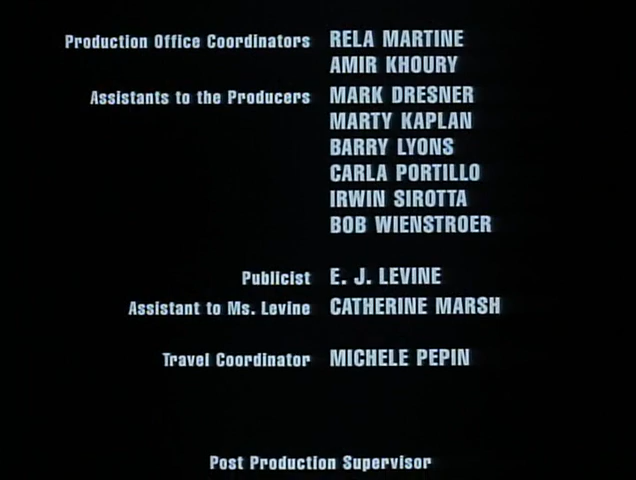 Production Office Coordinators RELA MARTINE
AMIR KHOURY
Assistants to the Producers MARK DRESNER
MARTY KAPLAN
BARRY LYONS
CARLA PORTILLO
IRWIN SIROTTA
BOB WIENSTROER
Publicist E. J. LEVINE
Assistant to Ms. Levine CATHERINE MARSH
Travel Coordinator MICHELE PEPIN
Post Production Supervisor